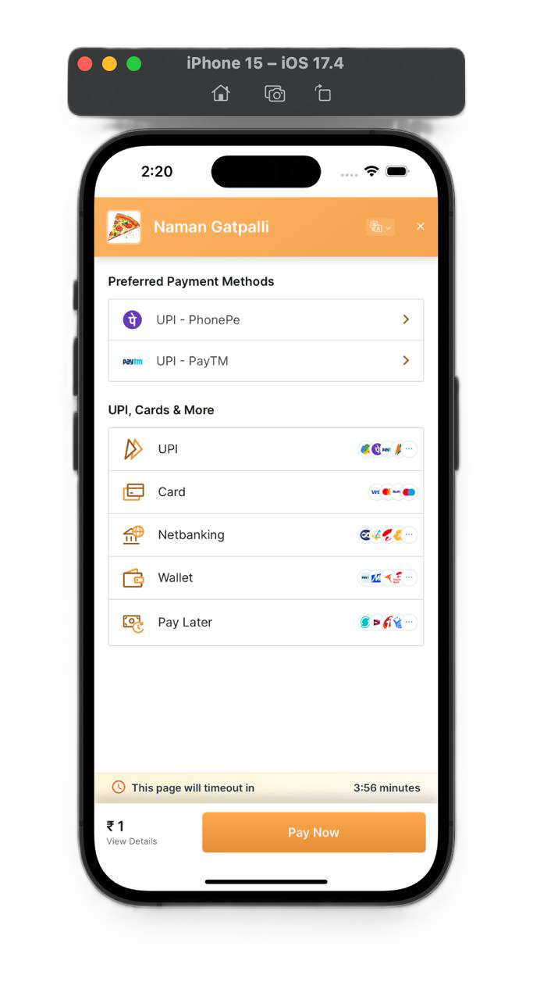 iPhone 15 – iOS 17.4
2:20
Naman Gatpalli
Preferred Payment Methods
पे UPI - PhonePe
paytm UPI - PayTM
UPI, Cards & More
UPI
Card VISA
Netbanking
Wallet
Pay Later
This page will timeout in 3:56 minutes
₹ 1
View Details
Pay Now